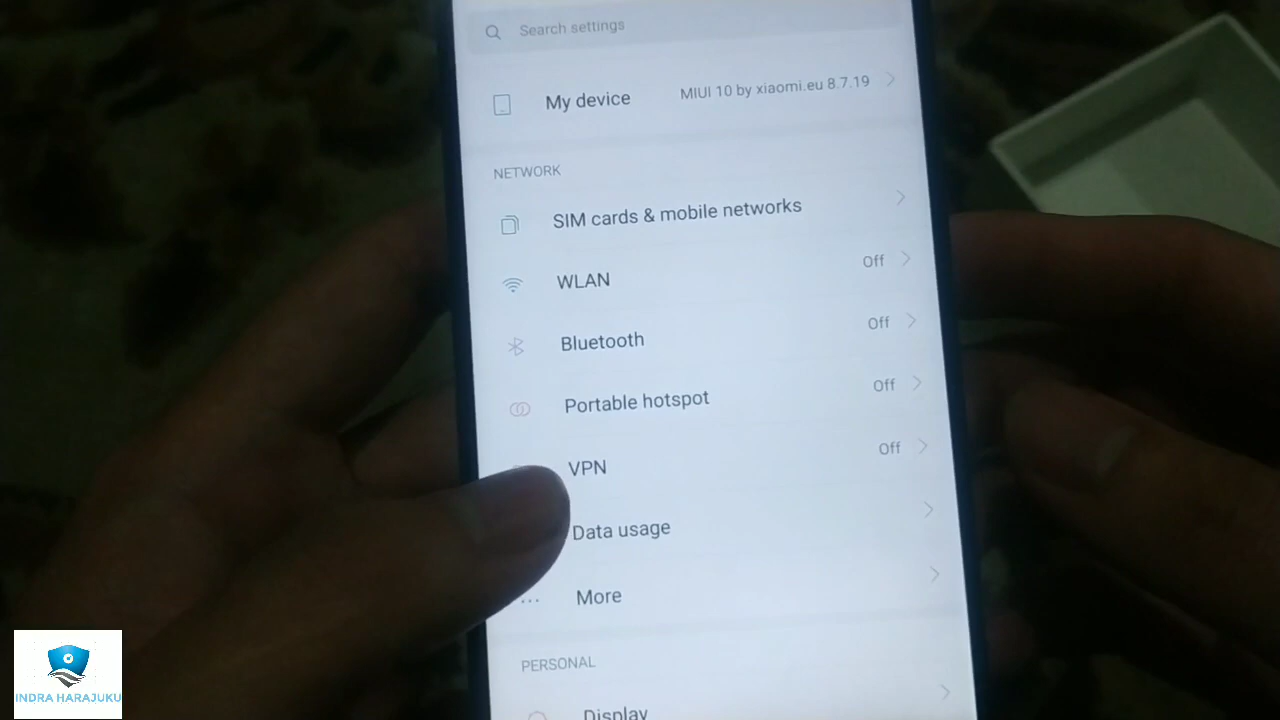 Search settings
My device MIUI 10 by xiaomi.eu 8.7.19
NETWORK
SIM cards & mobile networks
WLAN Off
Bluetooth Off
Portable hotspot Off
VPN Off
Data usage
More
PERSONAL
Display
INDRA HARAJUKU